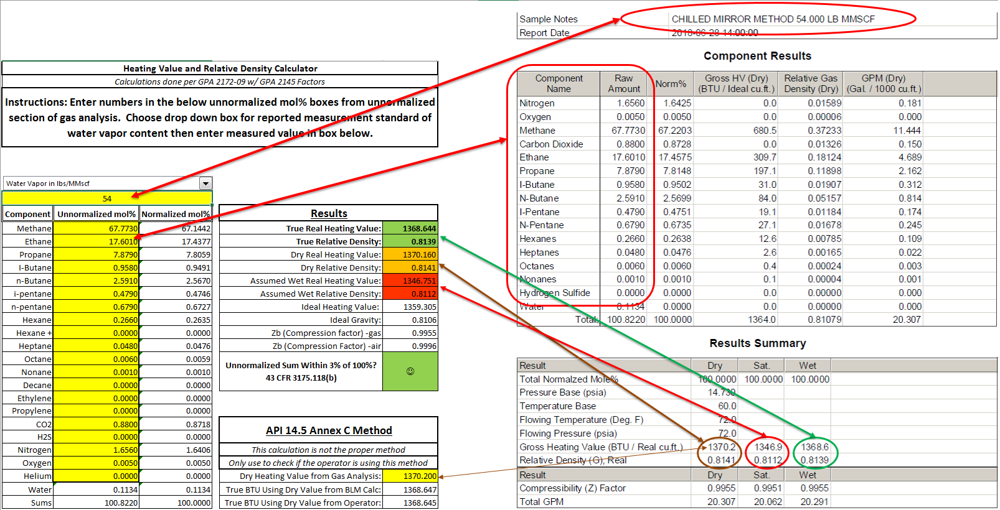 Sample Notes CHILLED MIRROR METHOD 54.000 LB MMSCF
Report Date 2018-06-28 14:00:00
Heating Value and Relative Density Calculator
Calculations done per GPA 2172-09 w/ GPA 2145 Factors
Instructions: Enter numbers in the below unnormalized mol% boxes from unnormalized
section of gas analysis. Choose drop down box for reported measurement standard of
water vapor content then enter measured value in box below.
Water Vapor in lbs/MMscf
54
Component Unnormalized mol% Normalized mol%
Methane 67.7730 67.1442
Ethane 17.6010 17.4377
Propane 7.8790 7.8059
I-Butane 0.9580 0.9491
n-Butane 2.5910 2.5670
i-pentane 0.4790 0.4746
n-pentane 0.6790 0.6727
Hexane 0.2660 0.2635
Hexane + 0.0000 0.0000
Heptane 0.0480 0.0476
Octane 0.0060 0.0059
Nonane 0.0010 0.0010
Decane 0.0000 0.0000
Ethylene 0.0000 0.0000
Propylene 0.0000 0.0000
CO2 0.8800 0.8718
H2S 0.0000 0.0000
Nitrogen 1.6560 1.6406
Oxygen 0.0050 0.0050
Helium 0.0000 0.0000
Water 0.1134 0.1134
Sums 100.8220 100.0000
Results
True Real Heating Value: 1368.644
True Relative Density: 0.8139
Dry Real Heating Value: 1370.160
Dry Relative Density: 0.8141
Assumed Wet Real Heating Value: 1346.751
Assumed Wet Relative Density: 0.8112
Ideal Heating Value: 1359.305
Ideal Gravity: 0.8106
Zb (Compression factor) -gas 0.9955
Zb (Compression Factor) -air 0.9996
Unnormalized Sum Within 3% of 100%?
43 CFR 3175.118(b)
API 14.5 Annex C Method
This calculation is not the proper method
Only use to check if the operator is using this method
Dry Heating Value from Gas Analysis: 1370.200
True BTU Using Dry Value from BLM Calc: 1368.647
True BTU Using Dry Value from Operator: 1368.645
Component Results
Component Name Raw Amount Norm% Gross HV (Dry) (BTU / Ideal cu.ft.) Relative Gas Density (Dry) GPM (Dry) (Gal. / 1000 cu.ft.)
Nitrogen 1.6560 1.6425 0.0 0.01589 0.181
Oxygen 0.0050 0.0050 0.0 0.00006 0.000
Methane 67.7730 67.2203 680.5 0.37233 11.444
Carbon Dioxide 0.8800 0.8728 0.0 0.01326 0.150
Ethane 17.6010 17.4575 309.7 0.18124 4.689
Propane 7.8790 7.8148 197.1 0.11898 2.162
I-Butane 0.9580 0.9502 31.0 0.01907 0.312
N-Butane 2.5910 2.5699 84.0 0.05157 0.814
I-Pentane 0.4790 0.4751 19.1 0.01184 0.174
N-Pentane 0.6790 0.6735 27.1 0.01678 0.245
Hexanes 0.2660 0.2638 12.6 0.00785 0.109
Heptanes 0.0480 0.0476 2.6 0.00165 0.022
Octanes 0.0060 0.0060 0.4 0.00024 0.003
Nonanes 0.0010 0.0010 0.1 0.00004 0.001
Hydrogen Sulfide 0.0000 0.0000 0.0 0.00000 0.000
Water 0.1134 0.0000 0.0 0.00000 0.000
Total: 100.8220 100.0000 1364.0 0.81079 20.307
Results Summary
Result Dry Sat. Wet
Total Normalzed Mole% 100.0000 100.0000 100.0000
Pressure Base (psia) 14.730
Temperature Base 60.0
Flowing Temperature (Deg. F) 72.0
Flowing Pressure (psia) 72.0
Gross Heating Value (BTU / Real cu.ft.) 1370.2 1346.9 1368.6
Relative Density (G), Real 0.8141 0.8112 0.8139
Result Dry Sat. Wet
Compressibility (Z) Factor 0.9955 0.9951 0.9955
Total GPM 20.307 20.062 20.291